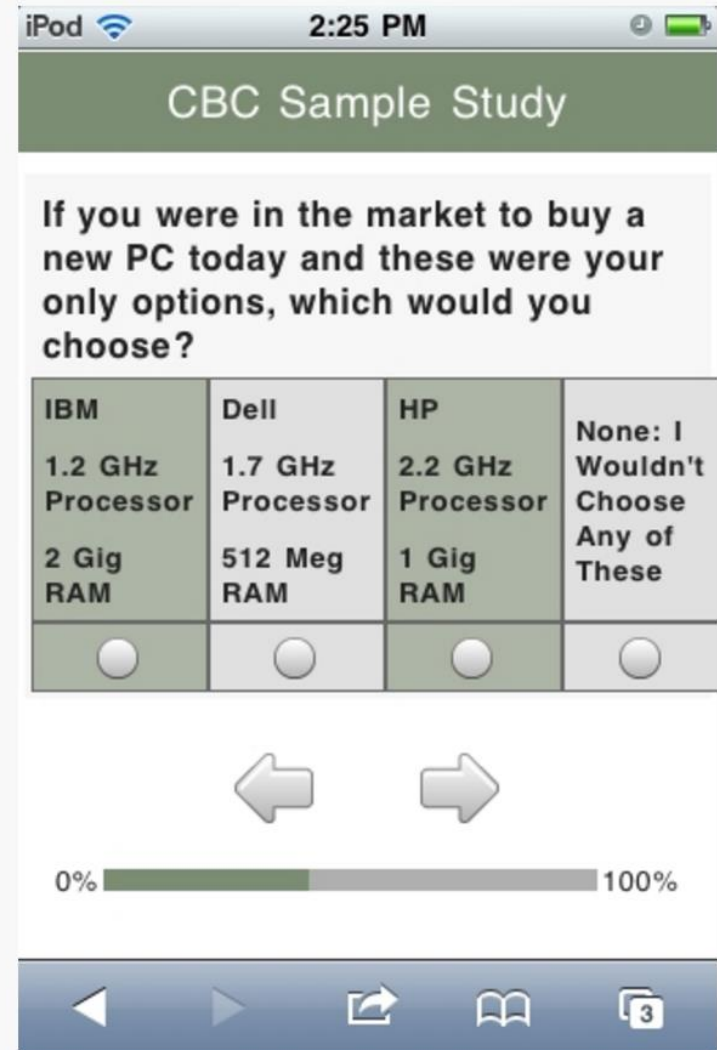 iPod
2:25 PM
CBC Sample Study
If you were in the market to buy a
new PC today and these were your
only options, which would you
choose?
IBM
1.2 GHz
Processor
2 Gig
RAM
Dell
1.7 GHz
Processor
512 Meg
RAM
HP
2.2 GHz
Processor
1 Gig
RAM
None: I
Wouldn't
Choose
Any of
These
0%
100%
3